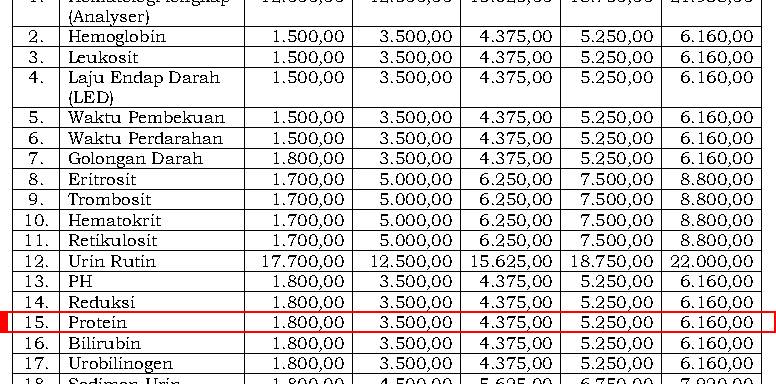 (Analyser)
2. Hemoglobin 1.500,00 3.500,00 4.375,00 5.250,00 6.160,00
3. Leukosit 1.500,00 3.500,00 4.375,00 5.250,00 6.160,00
4. Laju Endap Darah 1.500,00 3.500,00 4.375,00 5.250,00 6.160,00
(LED)
5. Waktu Pembekuan 1.500,00 3.500,00 4.375,00 5.250,00 6.160,00
6. Waktu Perdarahan 1.500,00 3.500,00 4.375,00 5.250,00 6.160,00
7. Golongan Darah 1.800,00 3.500,00 4.375,00 5.250,00 6.160,00
8. Eritrosit 1.700,00 5.000,00 6.250,00 7.500,00 8.800,00
9. Trombosit 1.700,00 5.000,00 6.250,00 7.500,00 8.800,00
10. Hematokrit 1.700,00 5.000,00 6.250,00 7.500,00 8.800,00
11. Retikulosit 1.700,00 5.000,00 6.250,00 7.500,00 8.800,00
12. Urin Rutin 17.700,00 12.500,00 15.625,00 18.750,00 22.000,00
13. PH 1.800,00 3.500,00 4.375,00 5.250,00 6.160,00
14. Reduksi 1.800,00 3.500,00 4.375,00 5.250,00 6.160,00
15. Protein 1.800,00 3.500,00 4.375,00 5.250,00 6.160,00
16. Bilirubin 1.800,00 3.500,00 4.375,00 5.250,00 6.160,00
17. Urobilinogen 1.800,00 3.500,00 4.375,00 5.250,00 6.160,00
18. Sedimen Urin